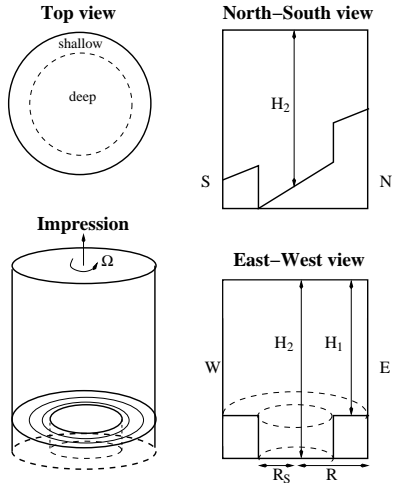 Top view
shallow
deep
North–South view
H2
S
N
Impression
Ω
East–West view
W
H2
H1
E
RS
R